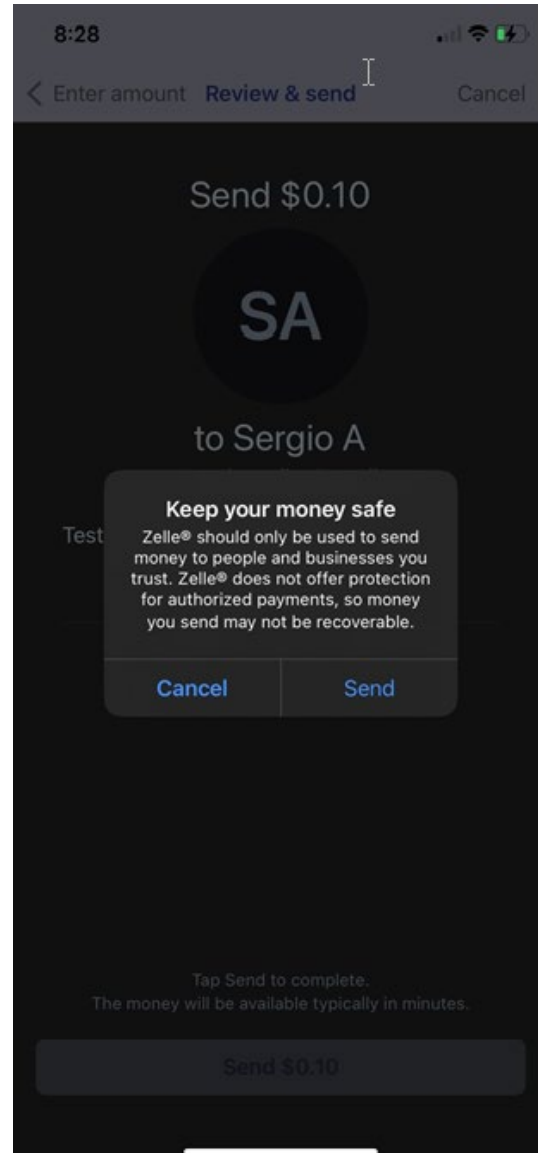 8:28
Enter amount Review & send Cancel
Send $0.10
SA
to Sergio A
Keep your money safe
Test
Zelle® should only be used to send
money to people and businesses you
trust. Zelle® does not offer protection
for authorized payments, so money
you send may not be recoverable.
Cancel Send
Tap Send to complete.
The money will be available typically in minutes.
Send $0.10